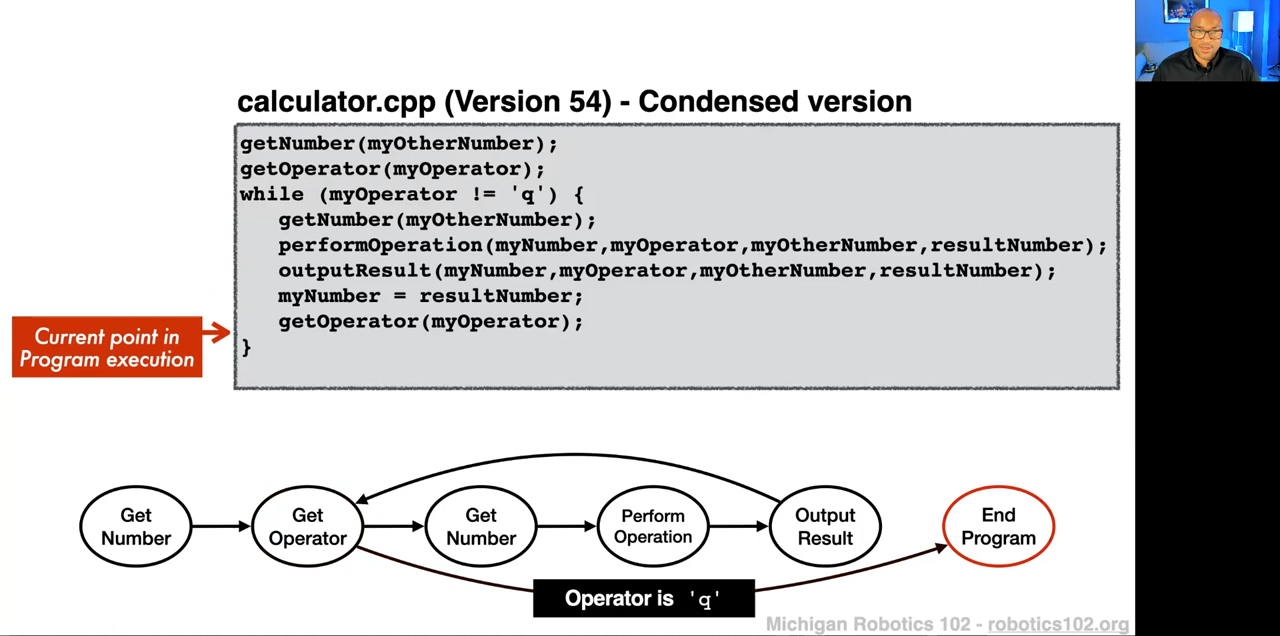 calculator.cpp (Version 54) - Condensed version
getNumber(myOtherNumber);
getOperator(myOperator);
while (myOperator != 'q') {
   getNumber(myOtherNumber);
   performOperation(myNumber,myOperator,myOtherNumber,resultNumber);
   outputResult(myNumber,myOperator,myOtherNumber,resultNumber);
   myNumber = resultNumber;
   getOperator(myOperator);
}
Current point in
Program execution
Get
Number
Get
Operator
Get
Number
Perform
Operation
Output
Result
End
Program
Operator is 'q'
Michigan Robotics 102 - robotics102.org